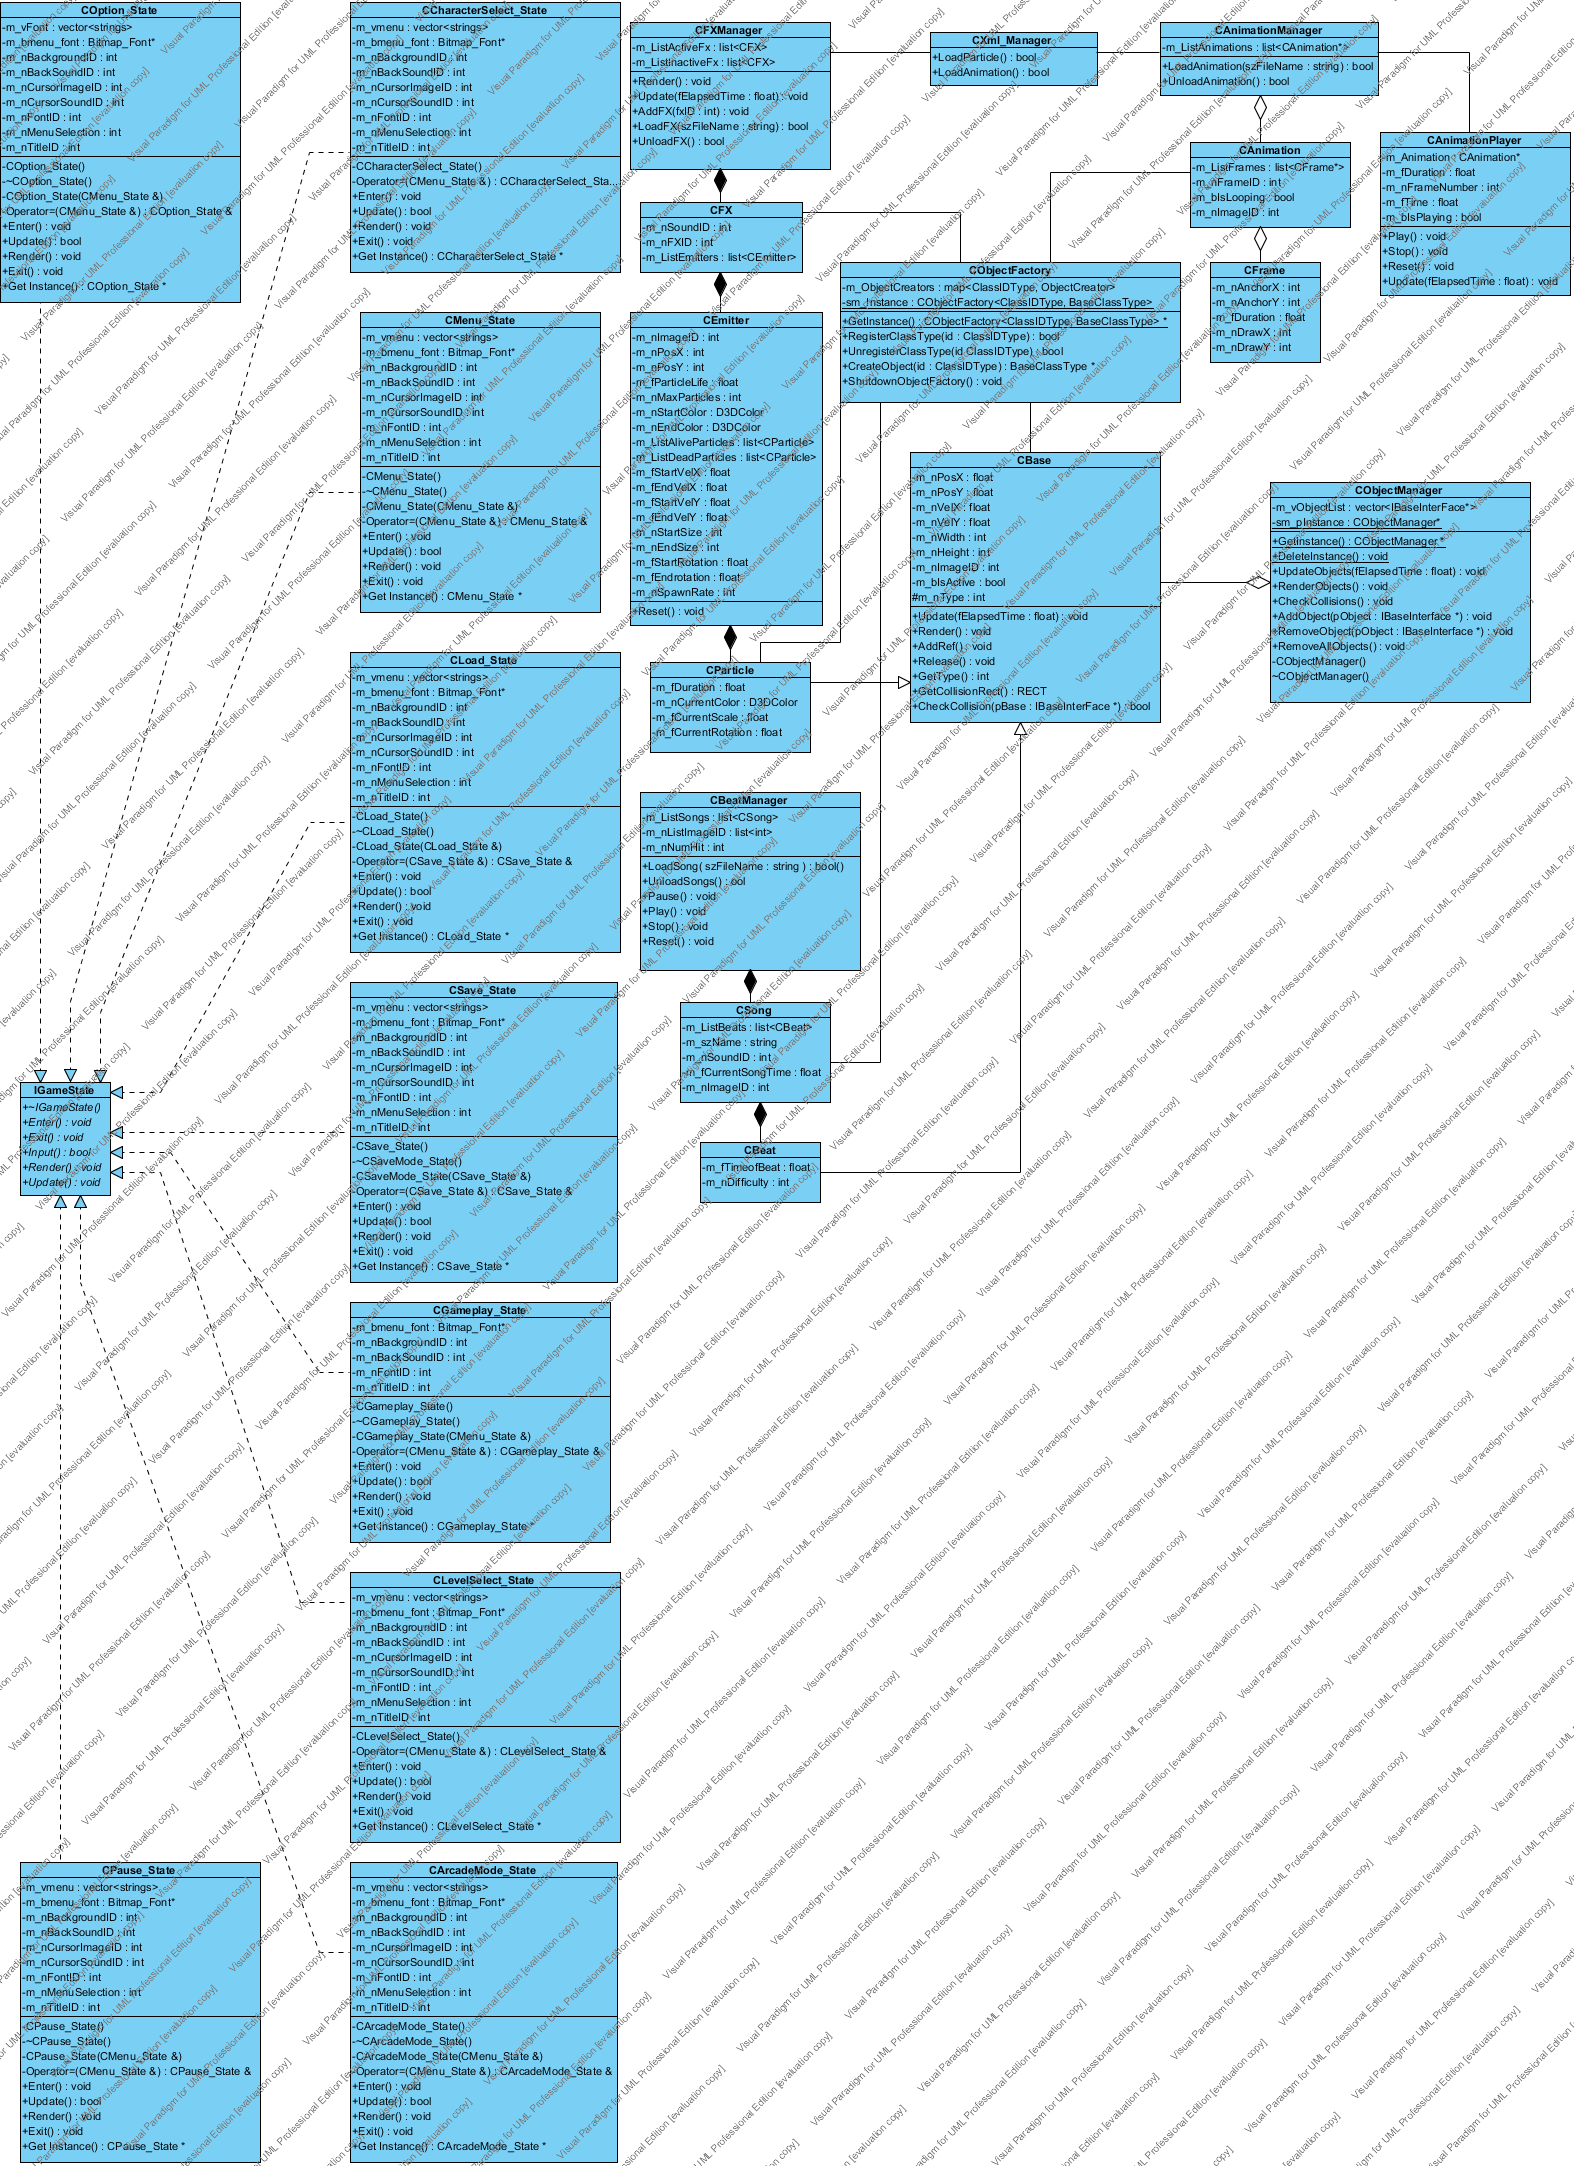 COption_State
-m_vFont : vector<strings>
-m_bmenu_font : Bitmap_Font*
-m_nBackgroundID : int
-m_nBackSoundID : int
-m_nCursorImageID : int
-m_nCursorSoundID : int
-m_nFontID : int
-m_nMenuSelection : int
-m_nTitleID : int
-COption_State()
-~COption_State()
-COption_State(CMenu_State &)
-Operator=(CMenu_State &) : COption_State &
+Enter() : void
+Update() : bool
+Render() : void
+Exit() : void
+Get Instance() : COption_State *
CCharacterSelect_State
-m_vmenu : vector<strings>
-m_bmenu_font : Bitmap_Font*
-m_nBackgroundID : int
-m_nBackSoundID : int
-m_nCursorImageID : int
-m_nCursorSoundID : int
-m_nFontID : int
-m_nMenuSelection : int
-m_nTitleID : int
-CCharacterSelect_State()
-Operator=(CMenu_State &) : CCharacterSelect_Sta...
+Enter() : void
+Update() : bool
+Render() : void
+Exit() : void
+Get Instance() : CCharacterSelect_State *
CFXManager
-m_ListActiveFx : list<CFX>
-m_ListInactiveFx : list<CFX>
+Render() : void
+Update(fElapsedTime : float) : void
+AddFX(fxID : int) : void
+LoadFX(szFileName : string) : bool
+UnloadFX() : bool
CXml_Manager
+LoadParticle() : bool
+LoadAnimation() : bool
CAnimationManager
-m_ListAnimations : list<CAnimation*>
+LoadAnimation(szFileName : string) : bool
+UnloadAnimation() : bool
CAnimationPlayer
-m_Animation : CAnimation*
-m_fDuration : float
-m_nFrameNumber : int
-m_fTime : float
-m_bIsPlaying : bool
+Play() : void
+Stop() : void
+Reset() : void
+Update(fElapsedTime : float) : void
CAnimation
-m_ListFrames : list<CFrame*>
-m_nFrameID : int
-m_bIsLooping : bool
-m_nImageID : int
CFX
-m_nSoundID : int
-m_nFXID : int
-m_ListEmitters : list<CEmitter>
CObjectFactory
-m_ObjectCreators : map<ClassIDType, ObjectCreator>
-sm_Instance : CObjectFactory<ClassIDType, BaseClassType>
+GetInstance() : CObjectFactory<ClassIDType, BaseClassType> *
+RegisterClassType(id : ClassIDType) : bool
+UnregisterClassType(id ClassIDType) : bool
+CreateObject(id : ClassIDType) : BaseClassType *
+ShutdownObjectFactory() : void
CFrame
-m_nAnchorX : int
-m_nAnchorY : int
-m_fDuration : float
-m_nDrawX : int
-m_nDrawY : int
CMenu_State
-m_vmenu : vector<strings>
-m_bmenu_font : Bitmap_Font*
-m_nBackgroundID : int
-m_nBackSoundID : int
-m_nCursorImageID : int
-m_nCursorSoundID : int
-m_nFontID : int
-m_nMenuSelection : int
-m_nTitleID : int
-CMenu_State()
-~CMenu_State()
-CMenu_State(CMenu_State &)
-Operator=(CMenu_State &) : CMenu_State &
+Enter() : void
+Update() : bool
+Render() : void
+Exit() : void
+Get Instance() : CMenu_State *
CEmitter
-m_nImageID : int
-m_nPosX : int
-m_nPosY : int
-m_fParticleLife : float
-m_nMaxParticles : int
-m_nStartColor : D3DColor
-m_nEndColor : D3DColor
-m_ListAliveParticles : list<CParticle>
-m_ListDeadParticles : list<CParticle>
-m_fStartVelX : float
-m_fEndVelX : float
-m_fStartVelY : float
-m_fEndVelY : float
-m_nStartSize : int
-m_nEndSize : int
-m_fStartRotation : float
-m_fEndrotation : float
-m_nSpawnRate : int
+Reset() : void
CBase
-m_nPosX : float
-m_nPosY : float
-m_nVelX : float
-m_nVelY : float
-m_nWidth : int
-m_nHeight : int
-m_nImageID : int
-m_bIsActive : bool
#m_nType : int
+Update(fElapsedTime : float) : void
+Render() : void
+AddRef() : void
+Release() : void
+GetType() : int
+GetCollisionRect() : RECT
+CheckCollision(pBase : IBaseInterFace *) : bool
CObjectManager
-m_vObjectList : vector<IBaseInterFace*>
-sm_pInstance : CObjectManager*
+GetInstance() : CObjectManager *
+DeleteInstance() : void
+UpdateObjects(fElapsedTime : float) : void
+RenderObjects() : void
+CheckCollisions() : void
+AddObject(pObject : IBaseInterface *) : void
+RemoveObject(pObject : IBaseInterface *) : void
+RemoveAllObjects() : void
-CObjectManager()
~CObjectManager()
CParticle
-m_fDuration : float
-m_nCurrentColor : D3DColor
-m_fCurrentScale : float
-m_fCurrentRotation : float
CLoad_State
-m_vmenu : vector<strings>
-m_bmenu_font : Bitmap_Font*
-m_nBackgroundID : int
-m_nBackSoundID : int
-m_nCursorImageID : int
-m_nCursorSoundID : int
-m_nFontID : int
-m_nMenuSelection : int
-m_nTitleID : int
-CLoad_State()
-~CLoad_State()
-CLoad_State(CLoad_State &)
-Operator=(CSave_State &) : CSave_State &
+Enter() : void
+Update() : bool
+Render() : void
+Exit() : void
+Get Instance() : CLoad_State *
CBeatManager
-m_ListSongs : list<CSong>
-m_nListImageID : list<int>
-m_nNumHit : int
+LoadSong( szFileName : string ) : bool()
+UnloadSongs() : ool
+Pause() : void
+Play() : void
+Stop() : void
+Reset() : void
CSong
-m_ListBeats : list<CBeat>
-m_szName : string
-m_nSoundID : int
-m_fCurrentSongTime : float
-m_nImageID : int
CBeat
-m_fTimeofBeat : float
-m_nDifficulty : int
CSave_State
-m_vmenu : vector<strings>
-m_bmenu_font : Bitmap_Font*
-m_nBackgroundID : int
-m_nBackSoundID : int
-m_nCursorImageID : int
-m_nCursorSoundID : int
-m_nFontID : int
-m_nMenuSelection : int
-m_nTitleID : int
-CSave_State()
-~CSaveMode_State()
-CSaveMode_State(CSave_State &)
-Operator=(CSave_State &) : CSave_State &
+Enter() : void
+Update() : bool
+Render() : void
+Exit() : void
+Get Instance() : CSave_State *
IGameState
+~IGameState()
+Enter() : void
+Exit() : void
+Input() : bool
+Render() : void
+Update() : void
CGameplay_State
-m_bmenu_font : Bitmap_Font*
-m_nBackgroundID : int
-m_nBackSoundID : int
-m_nFontID : int
-m_nTitleID : int
-CGameplay_State()
-~CGameplay_State()
-CGameplay_State(CMenu_State &)
-Operator=(CMenu_State &) : CGameplay_State &
+Enter() : void
+Update() : bool
+Render() : void
+Exit() : void
+Get Instance() : CGameplay_State
CLevelSelect_State
-m_vmenu : vector<strings>
-m_bmenu_font : Bitmap_Font*
-m_nBackgroundID : int
-m_nBackSoundID : int
-m_nCursorImageID : int
-m_nCursorSoundID : int
-m_nFontID : int
-m_nMenuSelection : int
-m_nTitleID : int
-CLevelSelect_State()
-Operator=(CMenu_State &) : CLevelSelect_State &
+Enter() : void
+Update() : bool
+Render() : void
+Exit() : void
+Get Instance() : CLevelSelect_State *
CPause_State
-m_vmenu : vector<strings>
-m_bmenu_font : Bitmap_Font*
-m_nBackgroundID : int
-m_nBackSoundID : int
-m_nCursorImageID : int
-m_nCursorSoundID : int
-m_nFontID : int
-m_nMenuSelection : int
-m_nTitleID : int
-CPause_State()
-~CPause_State()
-CPause_State(CMenu_State &)
-Operator=(CMenu_State &) : CPause_State &
+Enter() : void
+Update() : bool
+Render() : void
+Exit() : void
+Get Instance() : CPause_State *
CArcadeMode_State
-m_vmenu : vector<strings>
-m_bmenu_font : Bitmap_Font*
-m_nBackgroundID : int
-m_nBackSoundID : int
-m_nCursorImageID : int
-m_nCursorSoundID : int
-m_nFontID : int
-m_nMenuSelection : int
-m_nTitleID : int
-CArcadeMode_State()
-~CArcadeMode_State()
-CArcadeMode_State(CMenu_State &)
-Operator=(CMenu_State &) : CArcadeMode_State &
+Enter() : void
+Update() : bool
+Render() : void
+Exit() : void
+Get Instance() : CArcadeMode_State *
Visual Paradigm for UML Professional Edition [evaluation copy]